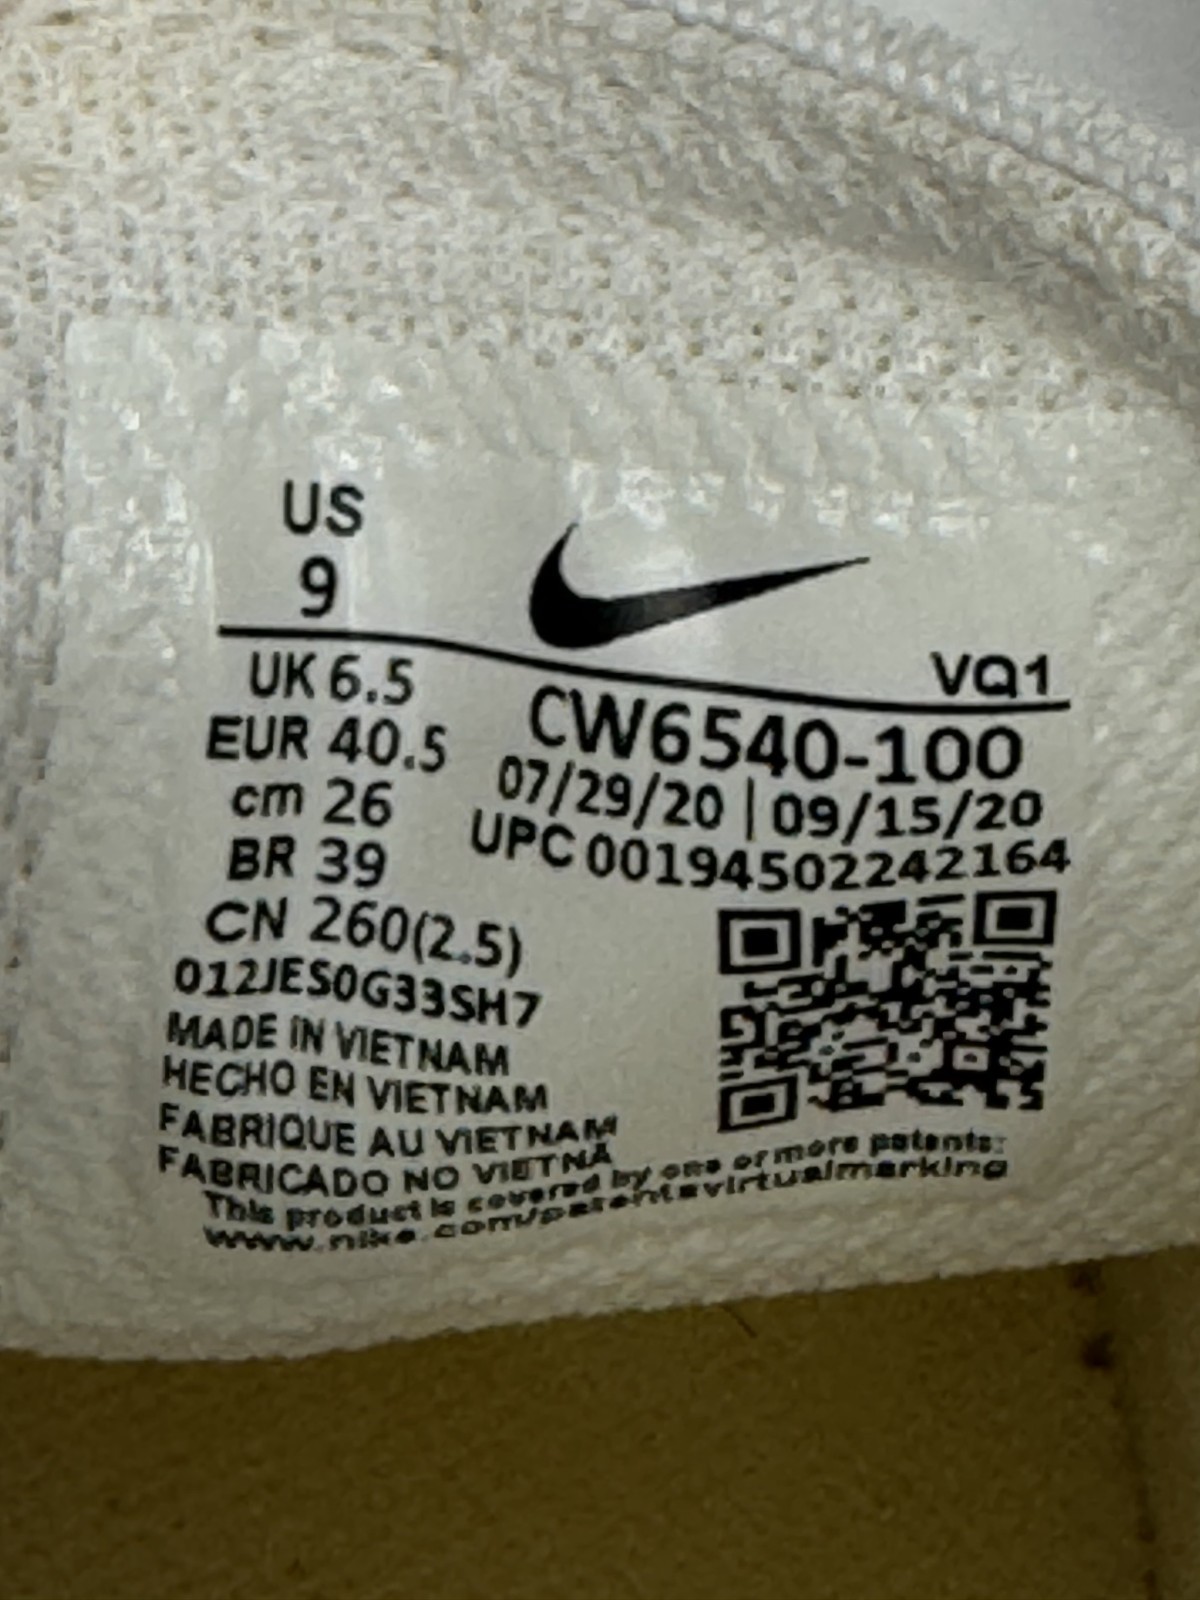 US
9
VQ1
UK 6.5
EUR 40.5
cm 26
BR 39
CN 260(2.5)
012JES0G33SH7
CW6540-100
07/29/20 | 09/15/20
UPC 00194502242164
MADE IN VIETNAM
HECHO EN VIETNAM
FABRIQUE AU VIETNAM
FABRICADO NO VIETNÃ
This product is covered by one or more patents:
www.nike.com/patentsvirtualmarking